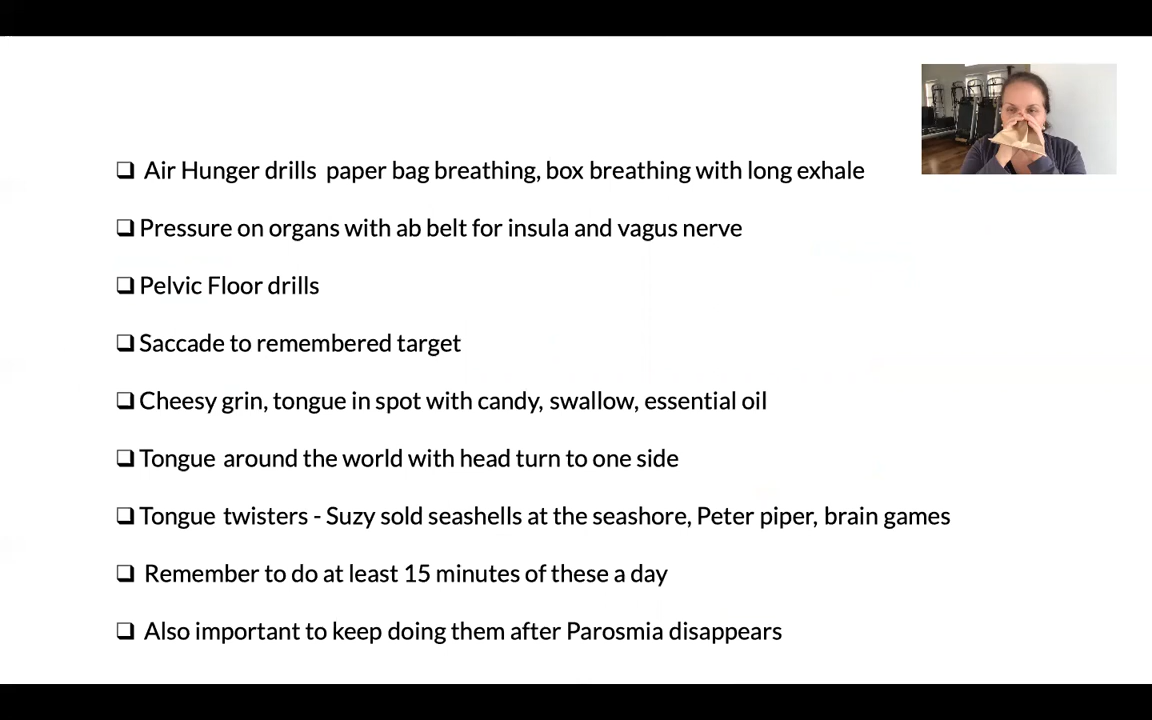 ❑ Air Hunger drills paper bag breathing, box breathing with long exhale
❑ Pressure on organs with ab belt for insula and vagus nerve
❑ Pelvic Floor drills
❑ Saccade to remembered target
❑ Cheesy grin, tongue in spot with candy, swallow, essential oil
❑ Tongue around the world with head turn to one side
❑ Tongue twisters - Suzy sold seashells at the seashore, Peter piper, brain games
❑ Remember to do at least 15 minutes of these a day
❑ Also important to keep doing them after Parosmia disappears